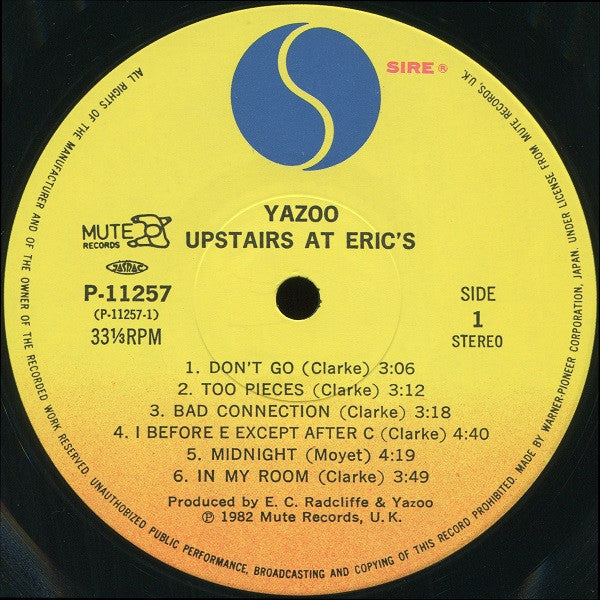 SIRE®
YAZOO
UPSTAIRS AT ERIC'S
MUTE
RECORDS
JASRAC
P-11257
(P-11257-1)
33⅓RPM
SIDE
1
STEREO
1. DON'T GO (Clarke) 3:06
2. TOO PIECES (Clarke) 3:12
3. BAD CONNECTION (Clarke) 3:18
4. I BEFORE E EXCEPT AFTER C (Clarke) 4:40
5. MIDNIGHT (Moyet) 4:19
6. IN MY ROOM (Clarke) 3:49
Produced by E. C. Radcliffe & Yazoo
℗ 1982 Mute Records, U. K.
ALL RIGHTS OF THE MANUFACTURER AND OF THE OWNER OF THE RECORDED WORK RESERVED. UNAUTHORIZED PUBLIC PERFORMANCE, BROADCASTING AND COPYING OF THIS RECORD PROHIBITED. MADE BY WARNER-PIONEER CORPORATION, JAPAN. UNDER LICENSE FROM MUTE RECORDS, U.K.